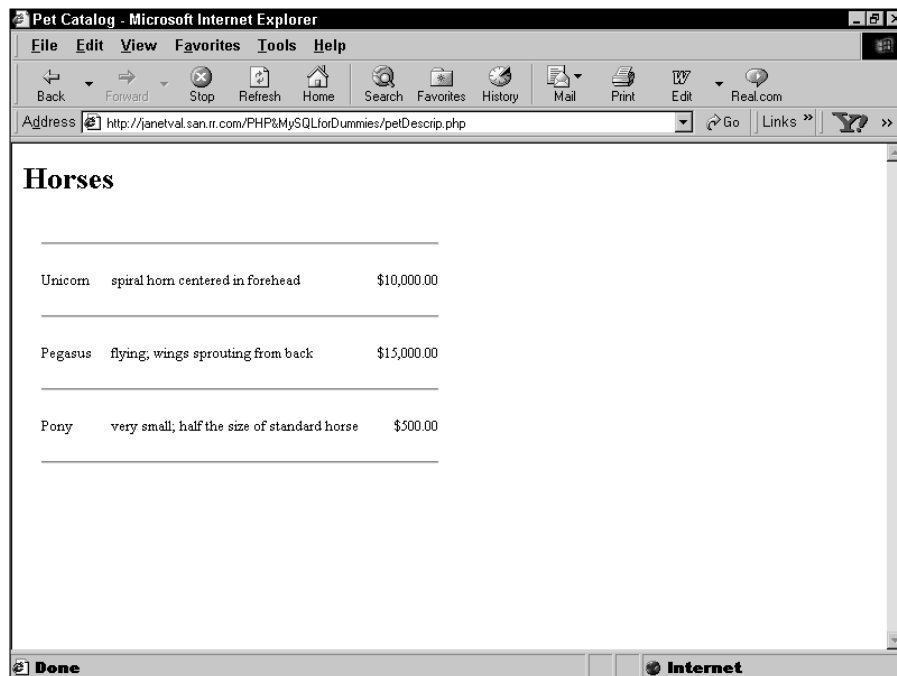 Pet Catalog - Microsoft Internet Explorer
File Edit View Favorites Tools Help
Back Forward Stop Refresh Home Search Favorites History Mail Print Edit Real.com
Address http://janetval.san.rr.com/PHP&MySQLforDummies/petDescrip.php Go Links » Y? »
Horses
Unicorn spiral horn centered in forehead $10,000.00
Pegasus flying; wings sprouting from back $15,000.00
Pony very small; half the size of standard horse $500.00
Done Internet